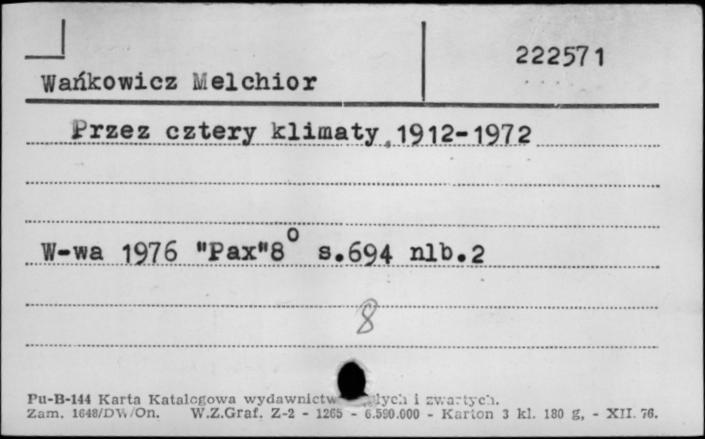 222571
Wańkowicz Melchior
Przez cztery klimaty 1912-1972
W-wa 1976 "Pax"8° s.694 nlb.2
8
Pu-B-144 Karta Katalogowa wydawnictw i zwartych.
Zam. 1648/DW/On. W.Z.Graf. Z-2 - 1265 - 6.590.000 - Karton 3 kl. 180 g, - XII. 76.